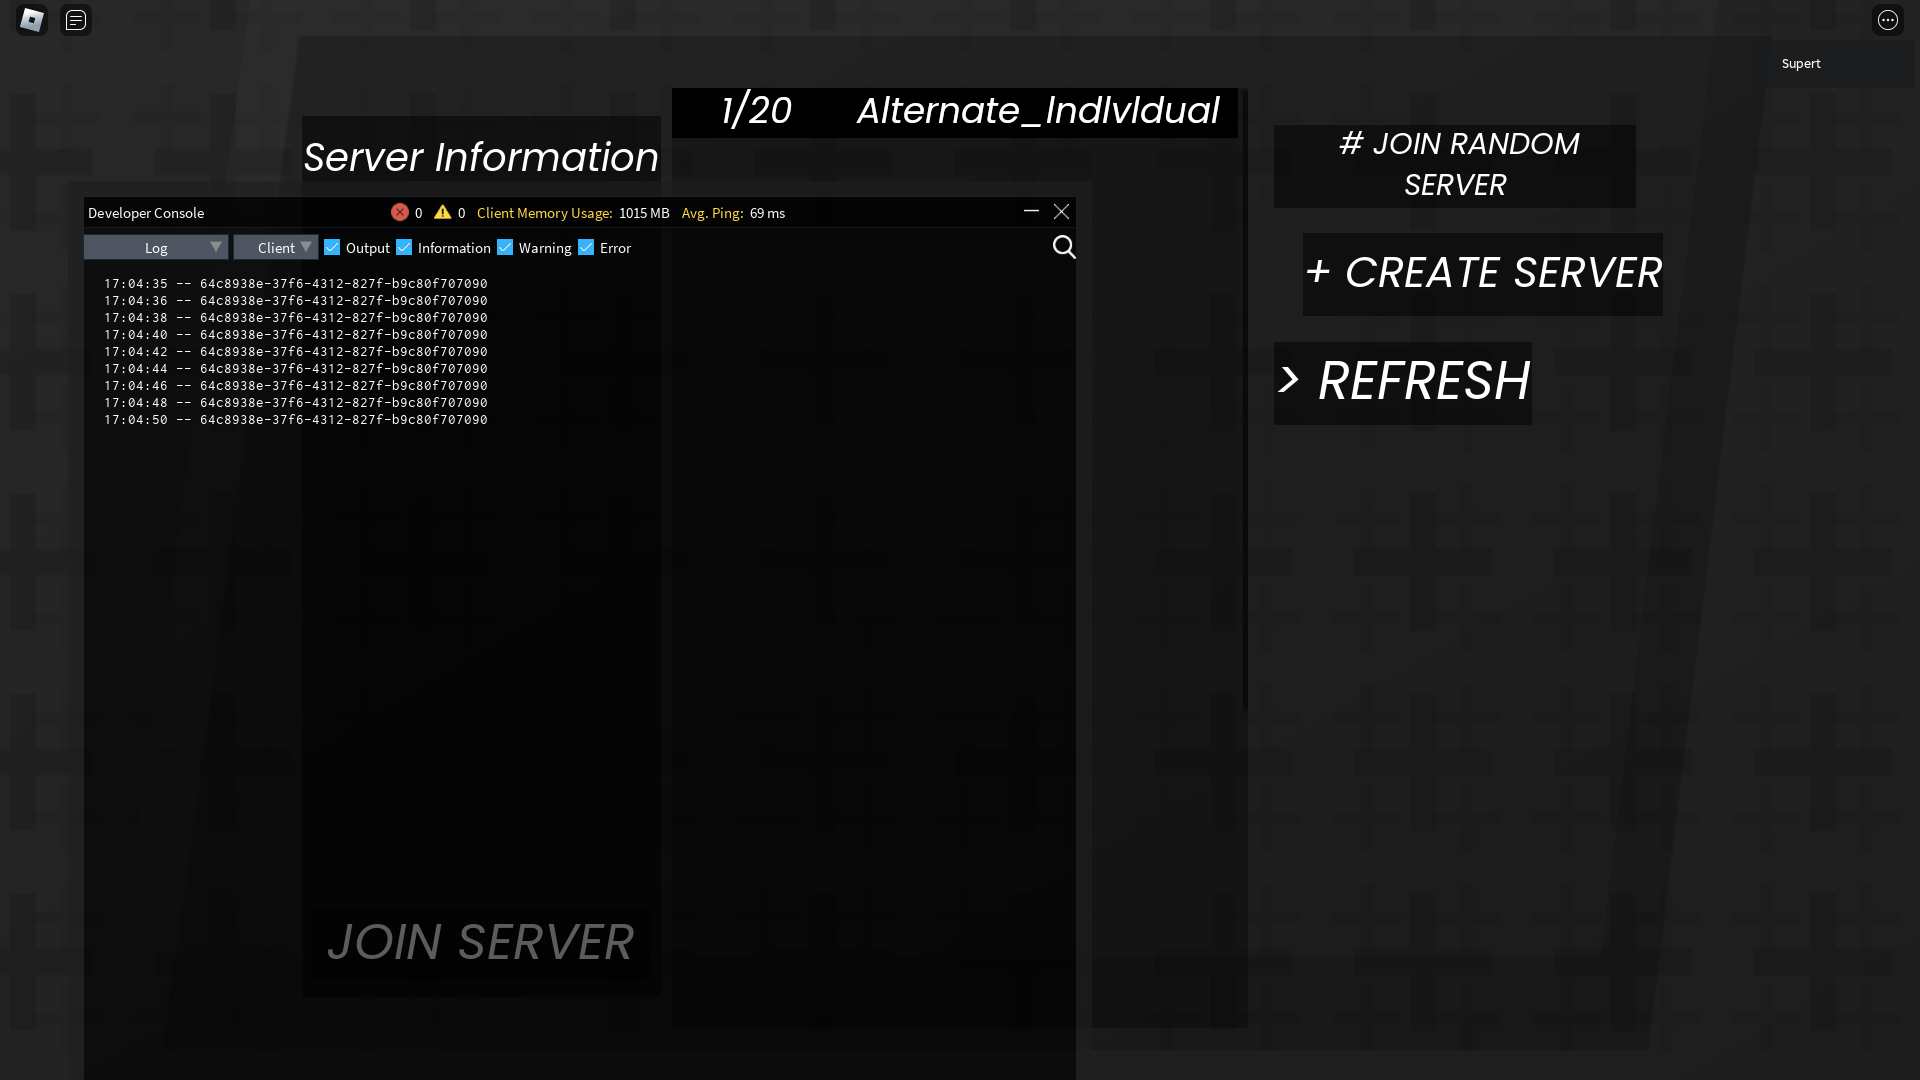 Supert
1/20 Alternate_IndIvIdual
Server Information
# JOIN RANDOM
SERVER
+ CREATE SERVER
> REFRESH
Developer Console 0 0 Client Memory Usage: 1015 MB Avg. Ping: 69 ms
Log Client Output Information Warning Error
17:04:35 -- 64c8938e-37f6-4312-827f-b9c80f707090
17:04:36 -- 64c8938e-37f6-4312-827f-b9c80f707090
17:04:38 -- 64c8938e-37f6-4312-827f-b9c80f707090
17:04:40 -- 64c8938e-37f6-4312-827f-b9c80f707090
17:04:42 -- 64c8938e-37f6-4312-827f-b9c80f707090
17:04:44 -- 64c8938e-37f6-4312-827f-b9c80f707090
17:04:46 -- 64c8938e-37f6-4312-827f-b9c80f707090
17:04:48 -- 64c8938e-37f6-4312-827f-b9c80f707090
17:04:50 -- 64c8938e-37f6-4312-827f-b9c80f707090
JOIN SERVER